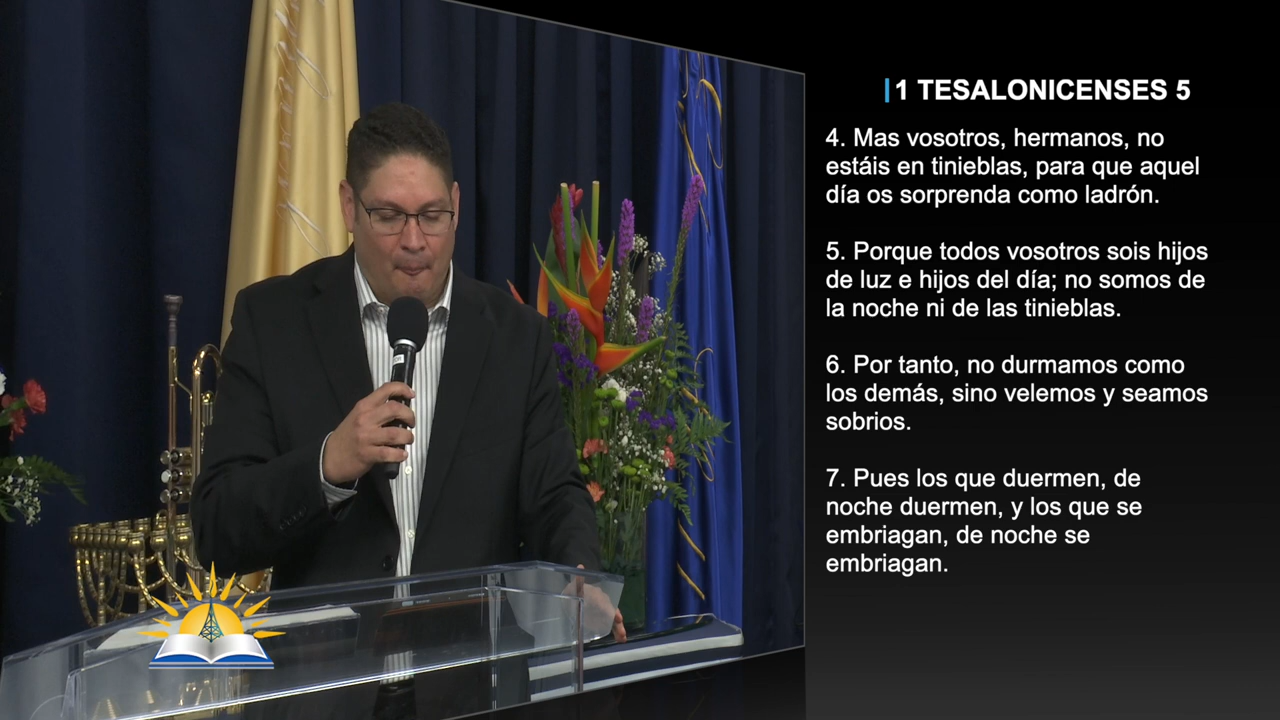 1 TESALONICENSES 5
4. Mas vosotros, hermanos, no
estáis en tinieblas, para que aquel
día os sorprenda como ladrón.
5. Porque todos vosotros sois hijos
de luz e hijos del día; no somos de
la noche ni de las tinieblas.
6. Por tanto, no durmamos como
los demás, sino velemos y seamos
sobrios.
7. Pues los que duermen, de
noche duermen, y los que se
embriagan, de noche se
embriagan.